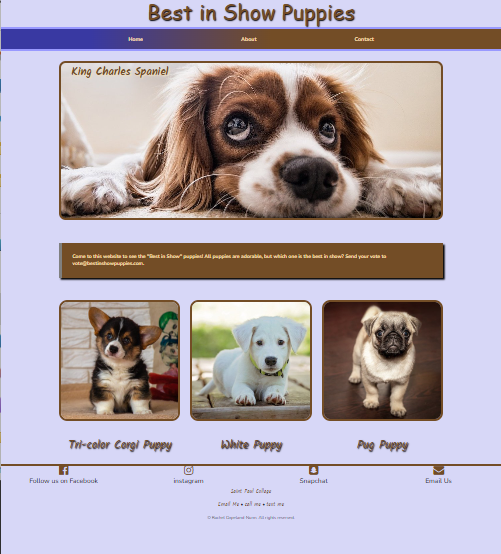 Best in Show Puppies
Home About Contact
King Charles Spaniel
Come to this website to see the "Best in Show" puppies! All puppies are adorable, but which one is the best in show? Send your vote to
vote@bestinshowpuppies.com.
Tri-color Corgi Puppy White Puppy Pug Puppy
Follow us on Facebook instagram Snapchat Email Us
Saint Paul College
Email Me • call me • text me
© Rachel Copeland-Nunn. All rights reserved